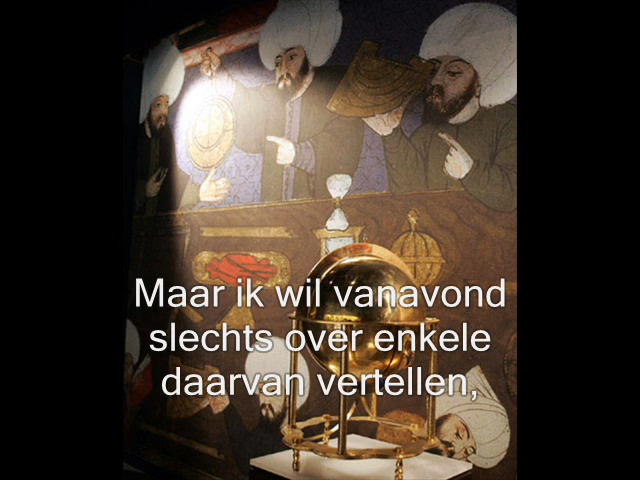 Maar ik wil vanavond
slechts over enkele
daarvan vertellen,